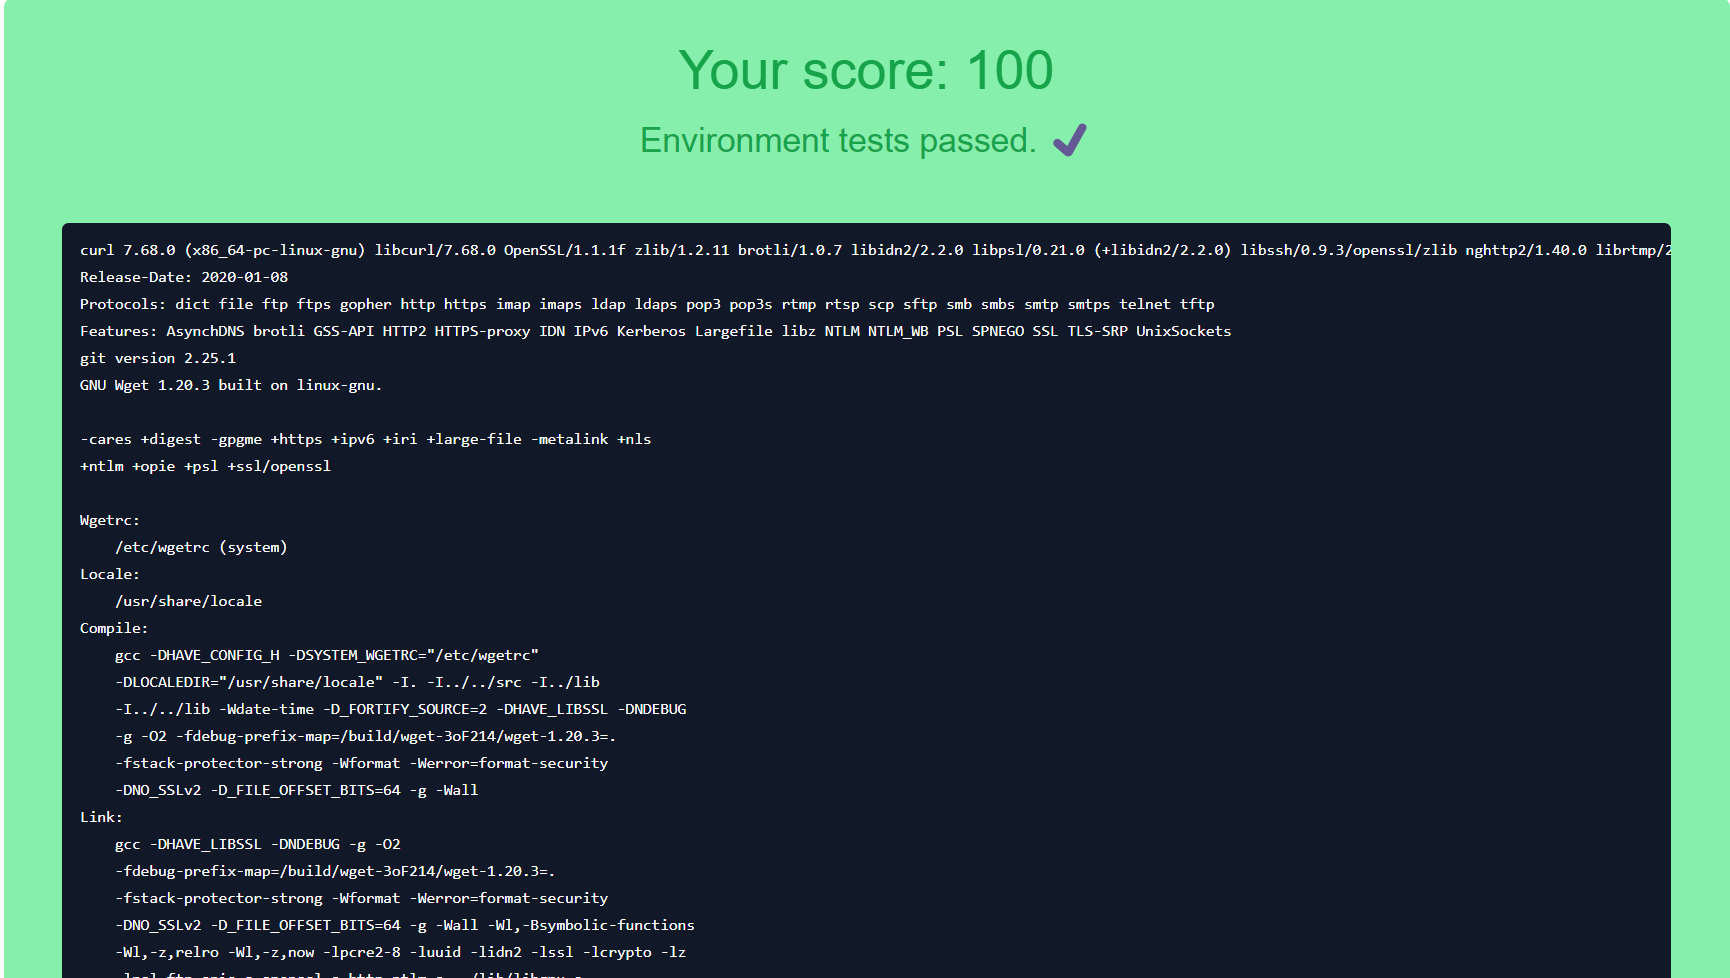 Your score: 100
Environment tests passed.
curl 7.68.0 (x86_64-pc-linux-gnu) libcurl/7.68.0 OpenSSL/1.1.1f zlib/1.2.11 brotli/1.0.7 libidn2/2.2.0 libpsl/0.21.0 (+libidn2/2.2.0) libssh/0.9.3/openssl/zlib nghttp2/1.40.0 librtmp/2
Release-Date: 2020-01-08
Protocols: dict file ftp ftps gopher http https imap imaps ldap ldaps pop3 pop3s rtmp rtsp scp sftp smb smbs smtp smtps telnet tftp
Features: AsynchDNS brotli GSS-API HTTP2 HTTPS-proxy IDN IPv6 Kerberos Largefile libz NTLM NTLM_WB PSL SPNEGO SSL TLS-SRP UnixSockets
git version 2.25.1
GNU Wget 1.20.3 built on linux-gnu.
-cares +digest -gpgme +https +ipv6 +iri +large-file -metalink +nls
+ntlm +opie +psl +ssl/openssl
Wgetrc:
/etc/wgetrc (system)
Locale:
/usr/share/locale
Compile:
gcc -DHAVE_CONFIG_H -DSYSTEM_WGETRC="/etc/wgetrc"
-DLOCALEDIR="/usr/share/locale" -I. -I../../src -I../lib
-I../../lib -Wdate-time -D_FORTIFY_SOURCE=2 -DHAVE_LIBSSL -DNDEBUG
-g -O2 -fdebug-prefix-map=/build/wget-3oF214/wget-1.20.3=.
-fstack-protector-strong -Wformat -Werror=format-security
-DNO_SSLv2 -D_FILE_OFFSET_BITS=64 -g -Wall
Link:
gcc -DHAVE_LIBSSL -DNDEBUG -g -O2
-fdebug-prefix-map=/build/wget-3oF214/wget-1.20.3=.
-fstack-protector-strong -Wformat -Werror=format-security
-DNO_SSLv2 -D_FILE_OFFSET_BITS=64 -g -Wall -Wl,-Bsymbolic-functions
-Wl,-z,relro -Wl,-z,now -lpcre2-8 -luuid -lidn2 -lssl -lcrypto -lz